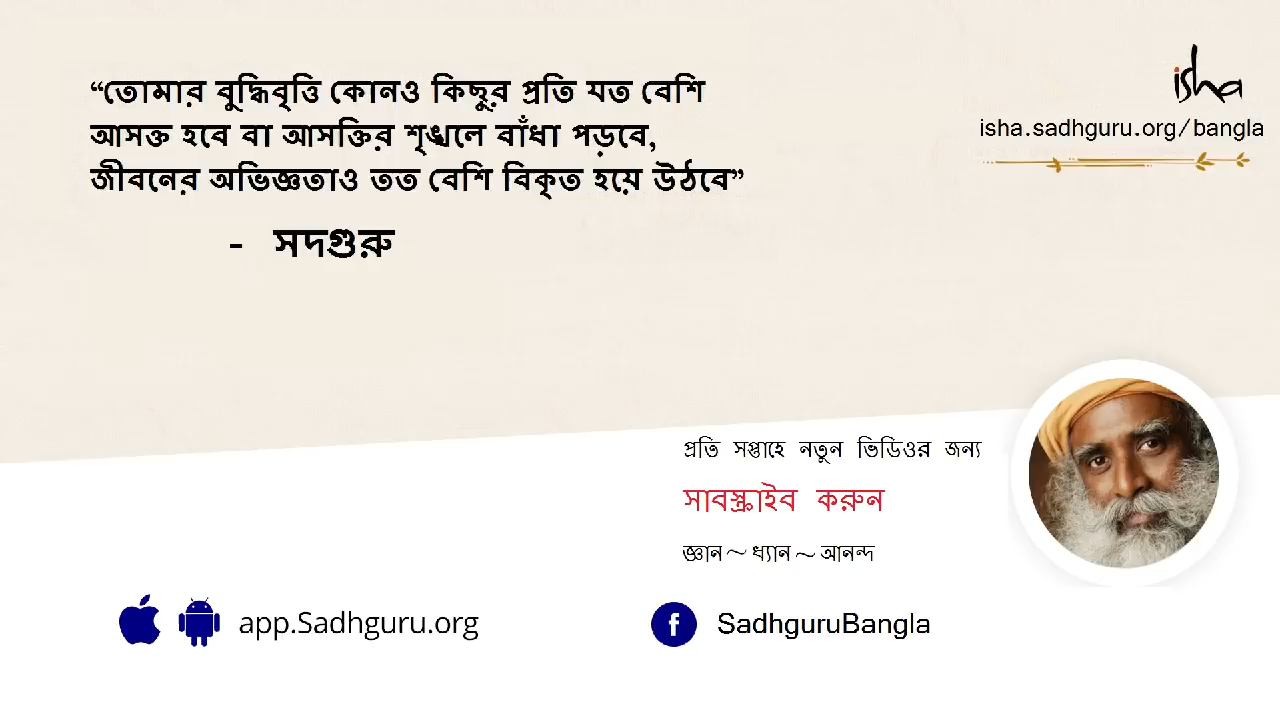 “তোমার বুদ্ধিবৃত্তি কোনও কিছুর প্রতি যত বেশি
আসক্ত হবে বা আসক্তির শৃঙ্খলে বাঁধা পড়বে,
জীবনের অভিজ্ঞতাও তত বেশি বিকৃত হয়ে উঠবে”
- সদগুরু
isha
isha.sadhguru.org/bangla
প্রতি সপ্তাহে নতুন ভিডিওর জন্য
সাবস্ক্রাইব করুন
জ্ঞান ~ ধ্যান ~ আনন্দ
app.Sadhguru.org
f SadhguruBangla